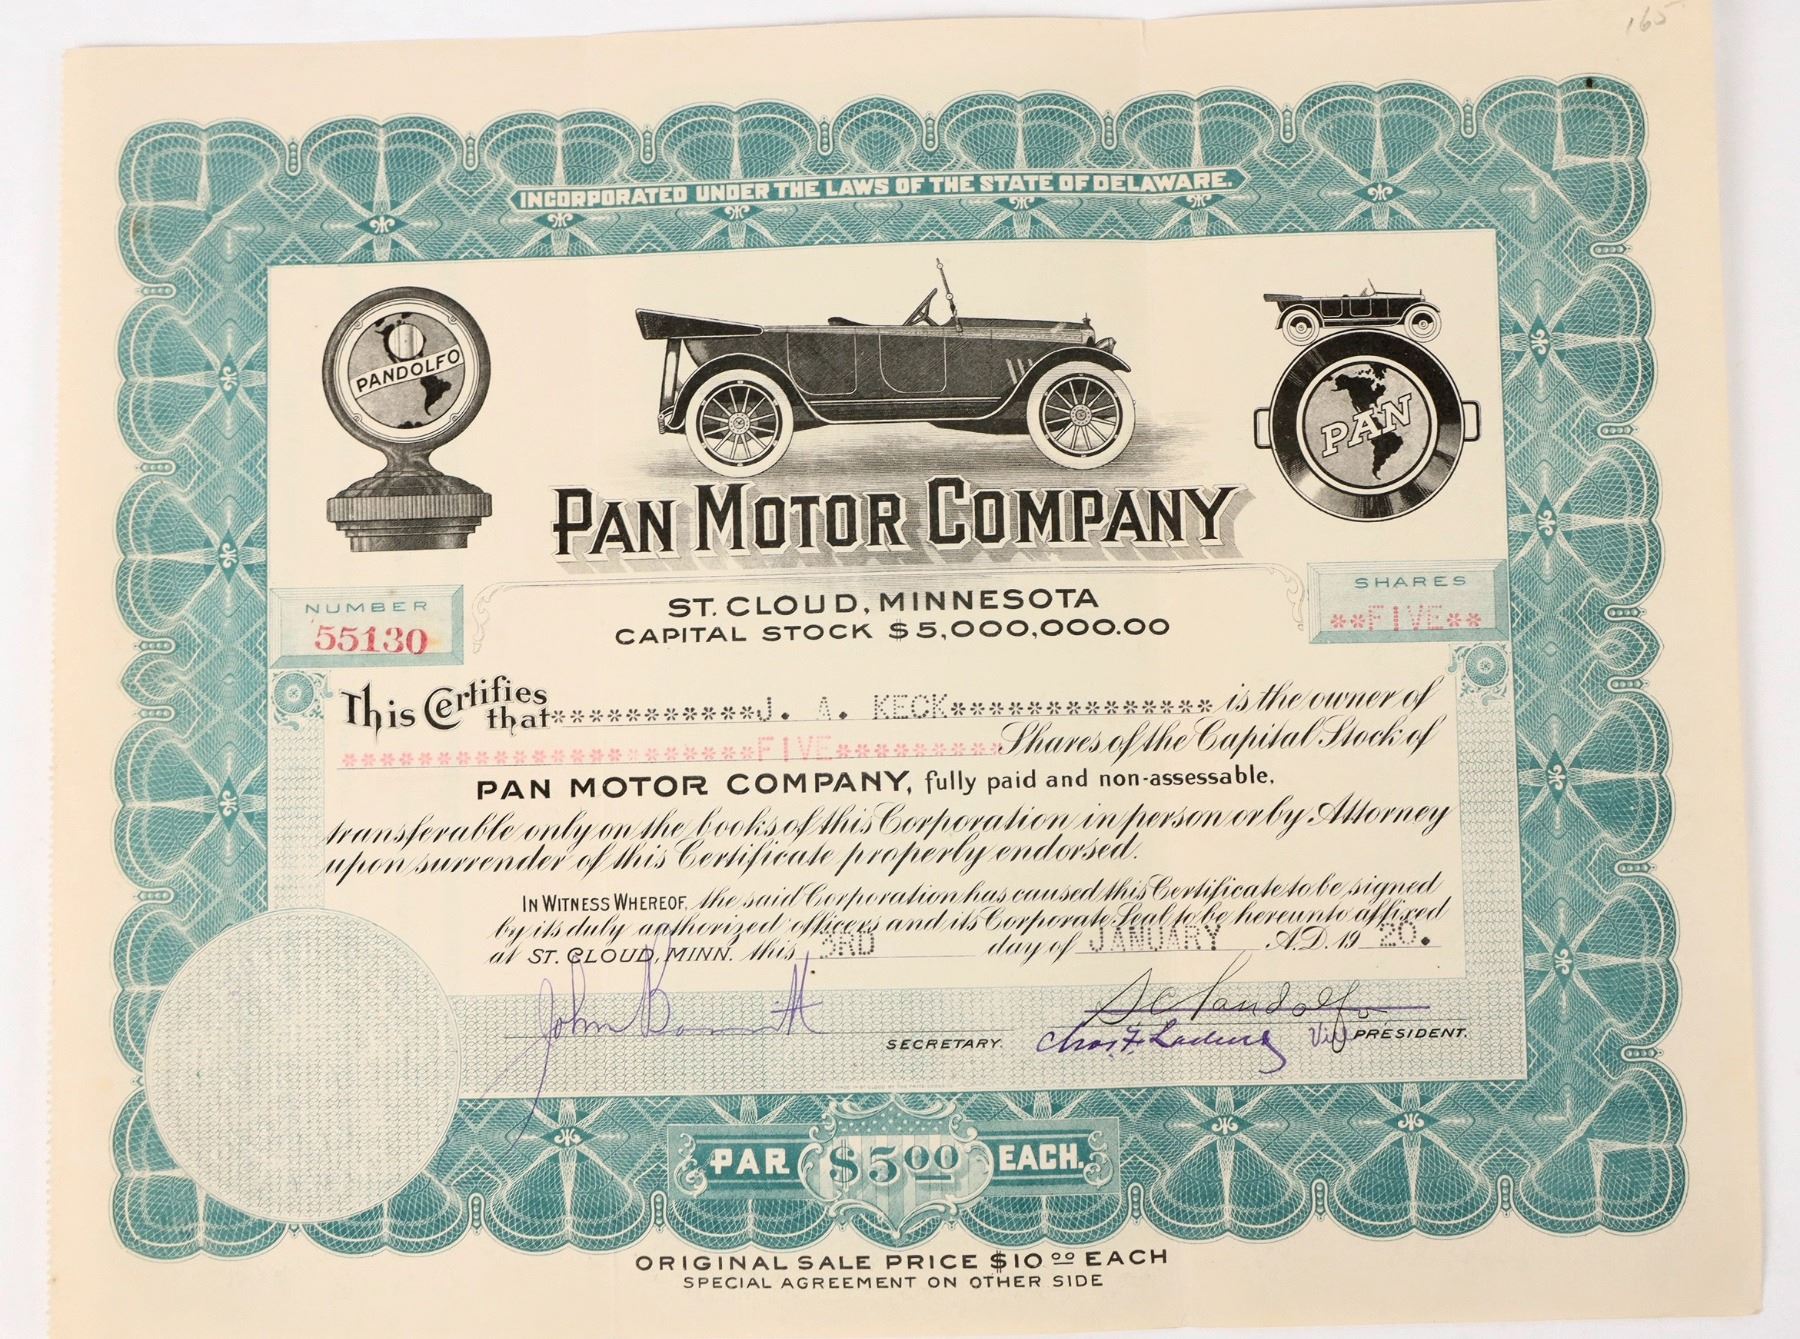 165
INCORPORATED UNDER THE LAWS OF THE STATE OF DELAWARE.
PANDOLFO
PAN
PAN MOTOR COMPANY
NUMBER
55130
ST. CLOUD, MINNESOTA
CAPITAL STOCK $5,000,000.00
SHARES
**FIVE**
This Certifies that ***********J. A. KECK************** is the owner of
**********************FIVE********* Shares of the Capital Stock of
PAN MOTOR COMPANY, fully paid and non-assessable,
transferable only on the books of this Corporation in person or by Attorney
upon surrender of this Certificate properly endorsed.
IN WITNESS WHEREOF, the said Corporation has caused this Certificate to be signed
by its duly authorized officers and its Corporate Seal to be hereunto affixed
at ST. CLOUD, MINN. this 3RD day of JANUARY A.D. 19 20.
John
SECRETARY.
S C Pandolfo
Chas. F.
PRESIDENT.
PAR $5.00 EACH.
ORIGINAL SALE PRICE $10.00 EACH
SPECIAL AGREEMENT ON OTHER SIDE